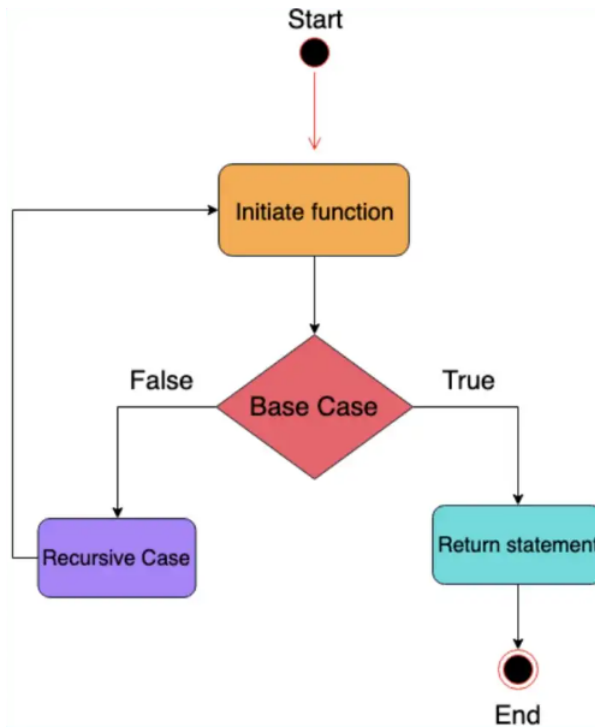 Start
Initiate function
False
True
Base Case
Recursive Case
Return statement
End